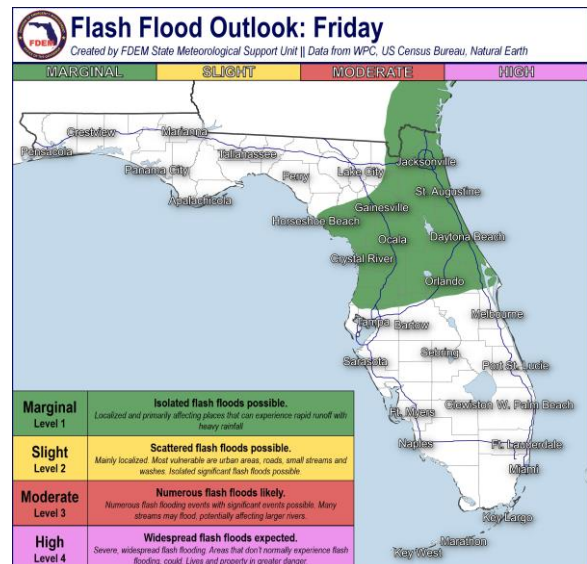 FDEM
Flash Flood Outlook: Friday
Created by FDEM State Meteorological Support Unit || Data from WPC, US Census Bureau, Natural Earth
MARGINAL SLIGHT MODERATE HIGH
Crestview
Marianna
Pensacola
Tallahassee
Jacksonville
Panama City
Perry
Lake City
St. Augustine
Apalachicola
Gainesville
Horseshoe Beach
Ocala
Daytona Beach
Crystal River
Orlando
Tampa
Bartow
Melbourne
Sebring
Sarasota
Port St. Lucie
Ft. Myers
Clewiston
W. Palm Beach
Naples
Ft. Lauderdale
Miami
Key Largo
Marathon
Key West
Marginal
Level 1
Isolated flash floods possible.
Localized and primarily affecting places that can experience rapid runoff with
heavy rainfall
Slight
Level 2
Scattered flash floods possible.
Mainly localized. Most vulnerable are urban areas, roads, small streams and
washes. Isolated significant flash floods possible.
Moderate
Level 3
Numerous flash floods likely.
Numerous flash flooding events with significant events possible. Many
streams may flood, potentially affecting larger rivers.
High
Level 4
Widespread flash floods expected.
Severe, widespread flash flooding. Areas that don't normally experience flash
flooding, could. Lives and property in greater danger